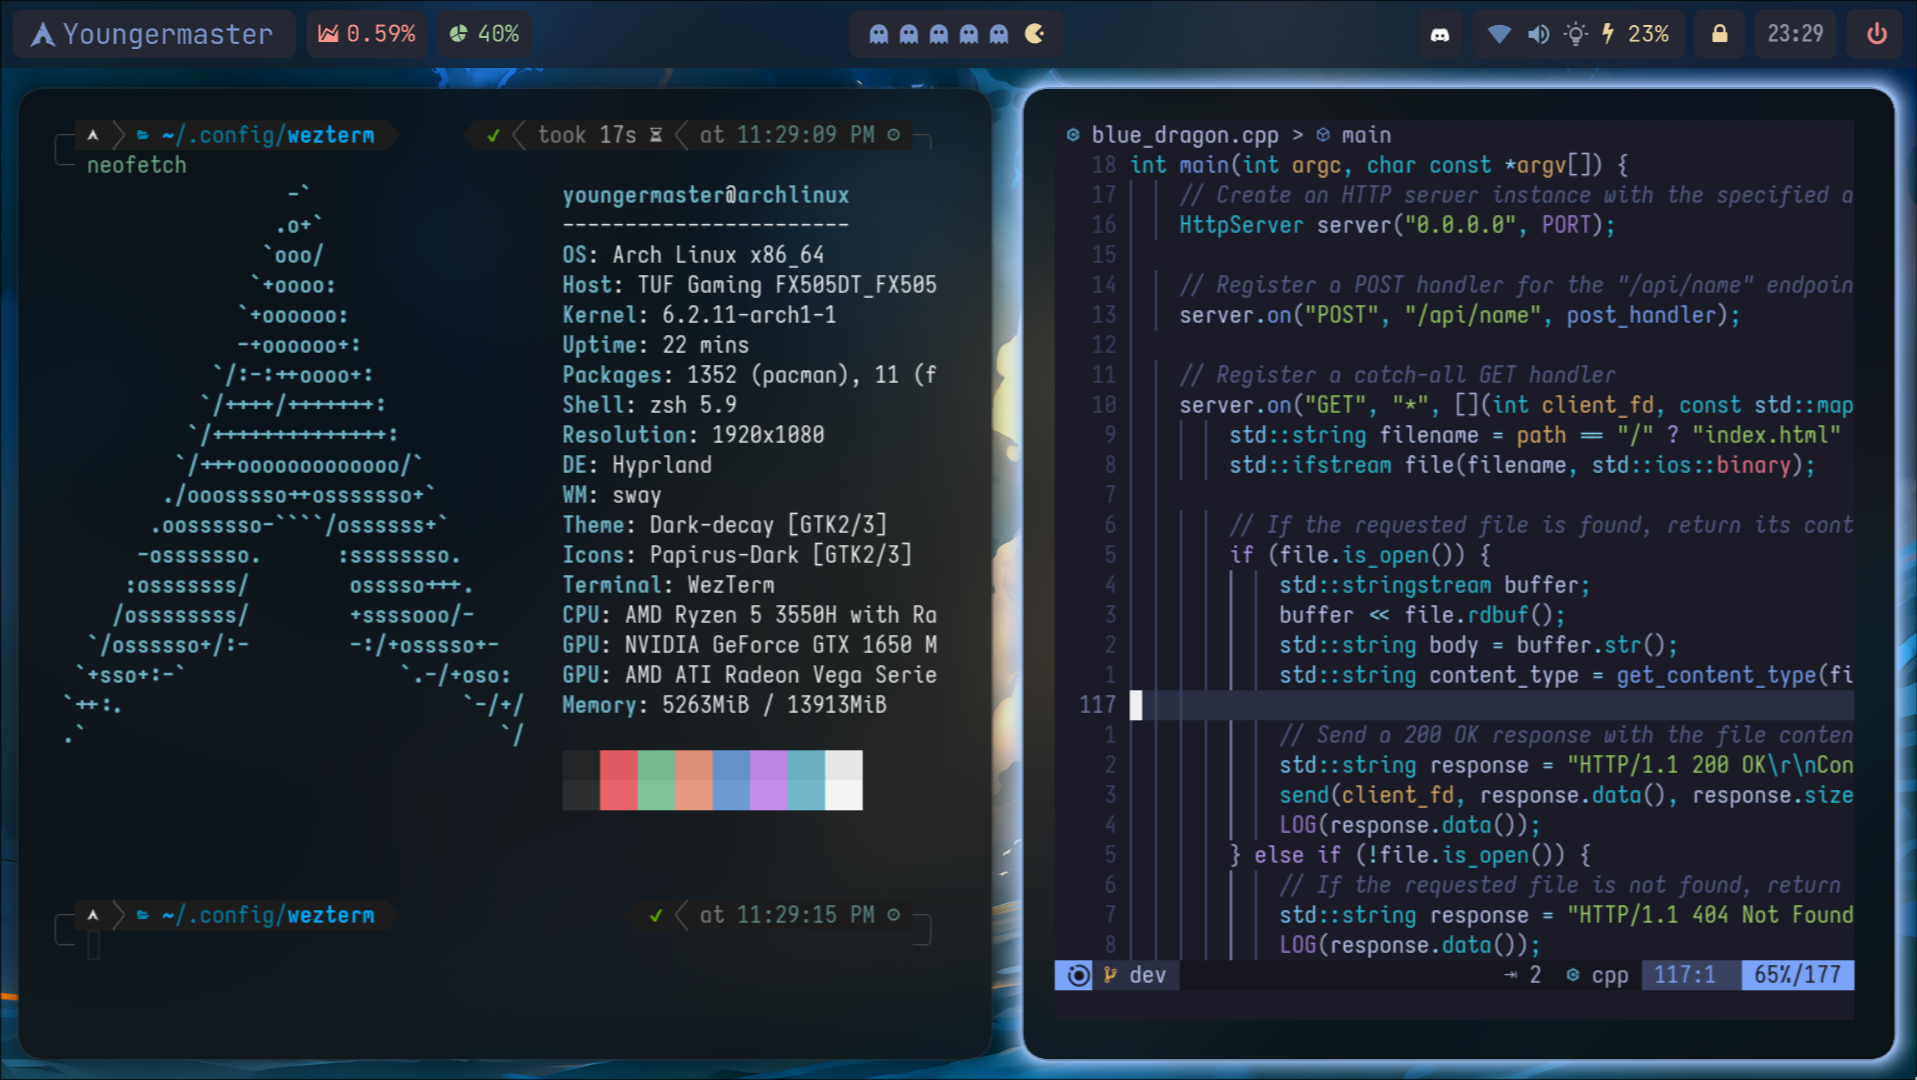 Youngermaster 0.59% 40% 23% 23:29
~/.config/wezterm took 17s at 11:29:09 PM
neofetch
-`
.o+`
`ooo/
`+oooo:
`+oooooo:
-+oooooo+:
`/:-:++oooo+:
`/++++/+++++++:
`/++++++++++++++:
`/+++ooooooooooooo/`
./ooosssso++osssssso+`
.oossssso-````/ossssss+`
-osssssso.      :ssssssso.
:osssssss/        osssso+++.
/ossssssss/        +ssssooo/-
`/ossssso+/:-        -:/+osssso+-
`+sso+:-`                 `.-/+oso:
`++:.                           `-/+/
.`                                 `/
youngermaster@archlinux
-----------------------
OS: Arch Linux x86_64
Host: TUF Gaming FX505DT_FX505
Kernel: 6.2.11-arch1-1
Uptime: 22 mins
Packages: 1352 (pacman), 11 (f
Shell: zsh 5.9
Resolution: 1920x1080
DE: Hyprland
WM: sway
Theme: Dark-decay [GTK2/3]
Icons: Papirus-Dark [GTK2/3]
Terminal: WezTerm
CPU: AMD Ryzen 5 3550H with Ra
GPU: NVIDIA GeForce GTX 1650 M
GPU: AMD ATI Radeon Vega Serie
Memory: 5263MiB / 13913MiB
~/.config/wezterm at 11:29:15 PM
blue_dragon.cpp > main
18 int main(int argc, char const *argv[]) {
17 // Create an HTTP server instance with the specified a
16 HttpServer server("0.0.0.0", PORT);
15
14 // Register a POST handler for the "/api/name" endpoin
13 server.on("POST", "/api/name", post_handler);
12
11 // Register a catch-all GET handler
10 server.on("GET", "*", [](int client_fd, const std::map
9 std::string filename = path == "/" ? "index.html"
8 std::ifstream file(filename, std::ios::binary);
7
6 // If the requested file is found, return its cont
5 if (file.is_open()) {
4 std::stringstream buffer;
3 buffer << file.rdbuf();
2 std::string body = buffer.str();
1 std::string content_type = get_content_type(fi
117
1 // Send a 200 OK response with the file conten
2 std::string response = "HTTP/1.1 200 OK\r\nCon
3 send(client_fd, response.data(), response.size
4 LOG(response.data());
5 } else if (!file.is_open()) {
6 // If the requested file is not found, return
7 std::string response = "HTTP/1.1 404 Not Found
8 LOG(response.data());
dev 2 cpp 117:1 65%/177